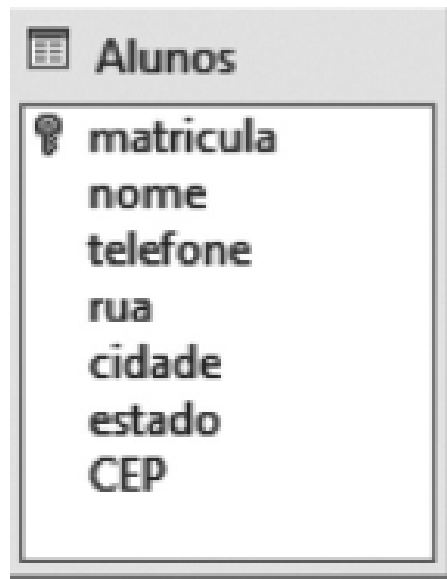 Alunos
matricula
nome
telefone
rua
cidade
estado
CEP